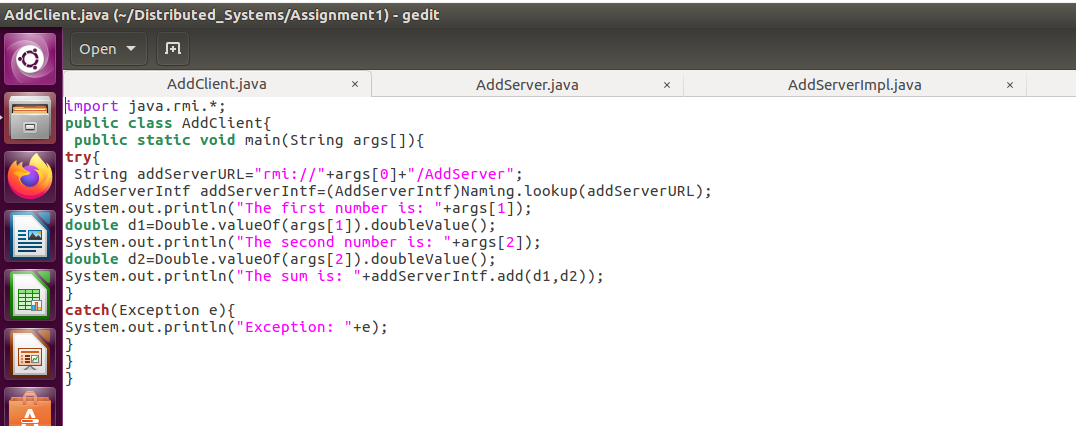 AddClient.java (~/Distributed_Systems/Assignment1) - gedit
Open
AddClient.java × AddServer.java × AddServerImpl.java ×
import java.rmi.*;
public class AddClient{
 public static void main(String args[]){
try{
 String addServerURL="rmi://"+args[0]+"/AddServer";
 AddServerIntf addServerIntf=(AddServerIntf)Naming.lookup(addServerURL);
System.out.println("The first number is: "+args[1]);
double d1=Double.valueOf(args[1]).doubleValue();
System.out.println("The second number is: "+args[2]);
double d2=Double.valueOf(args[2]).doubleValue();
System.out.println("The sum is: "+addServerIntf.add(d1,d2));
}
catch(Exception e){
System.out.println("Exception: "+e);
}
}
}